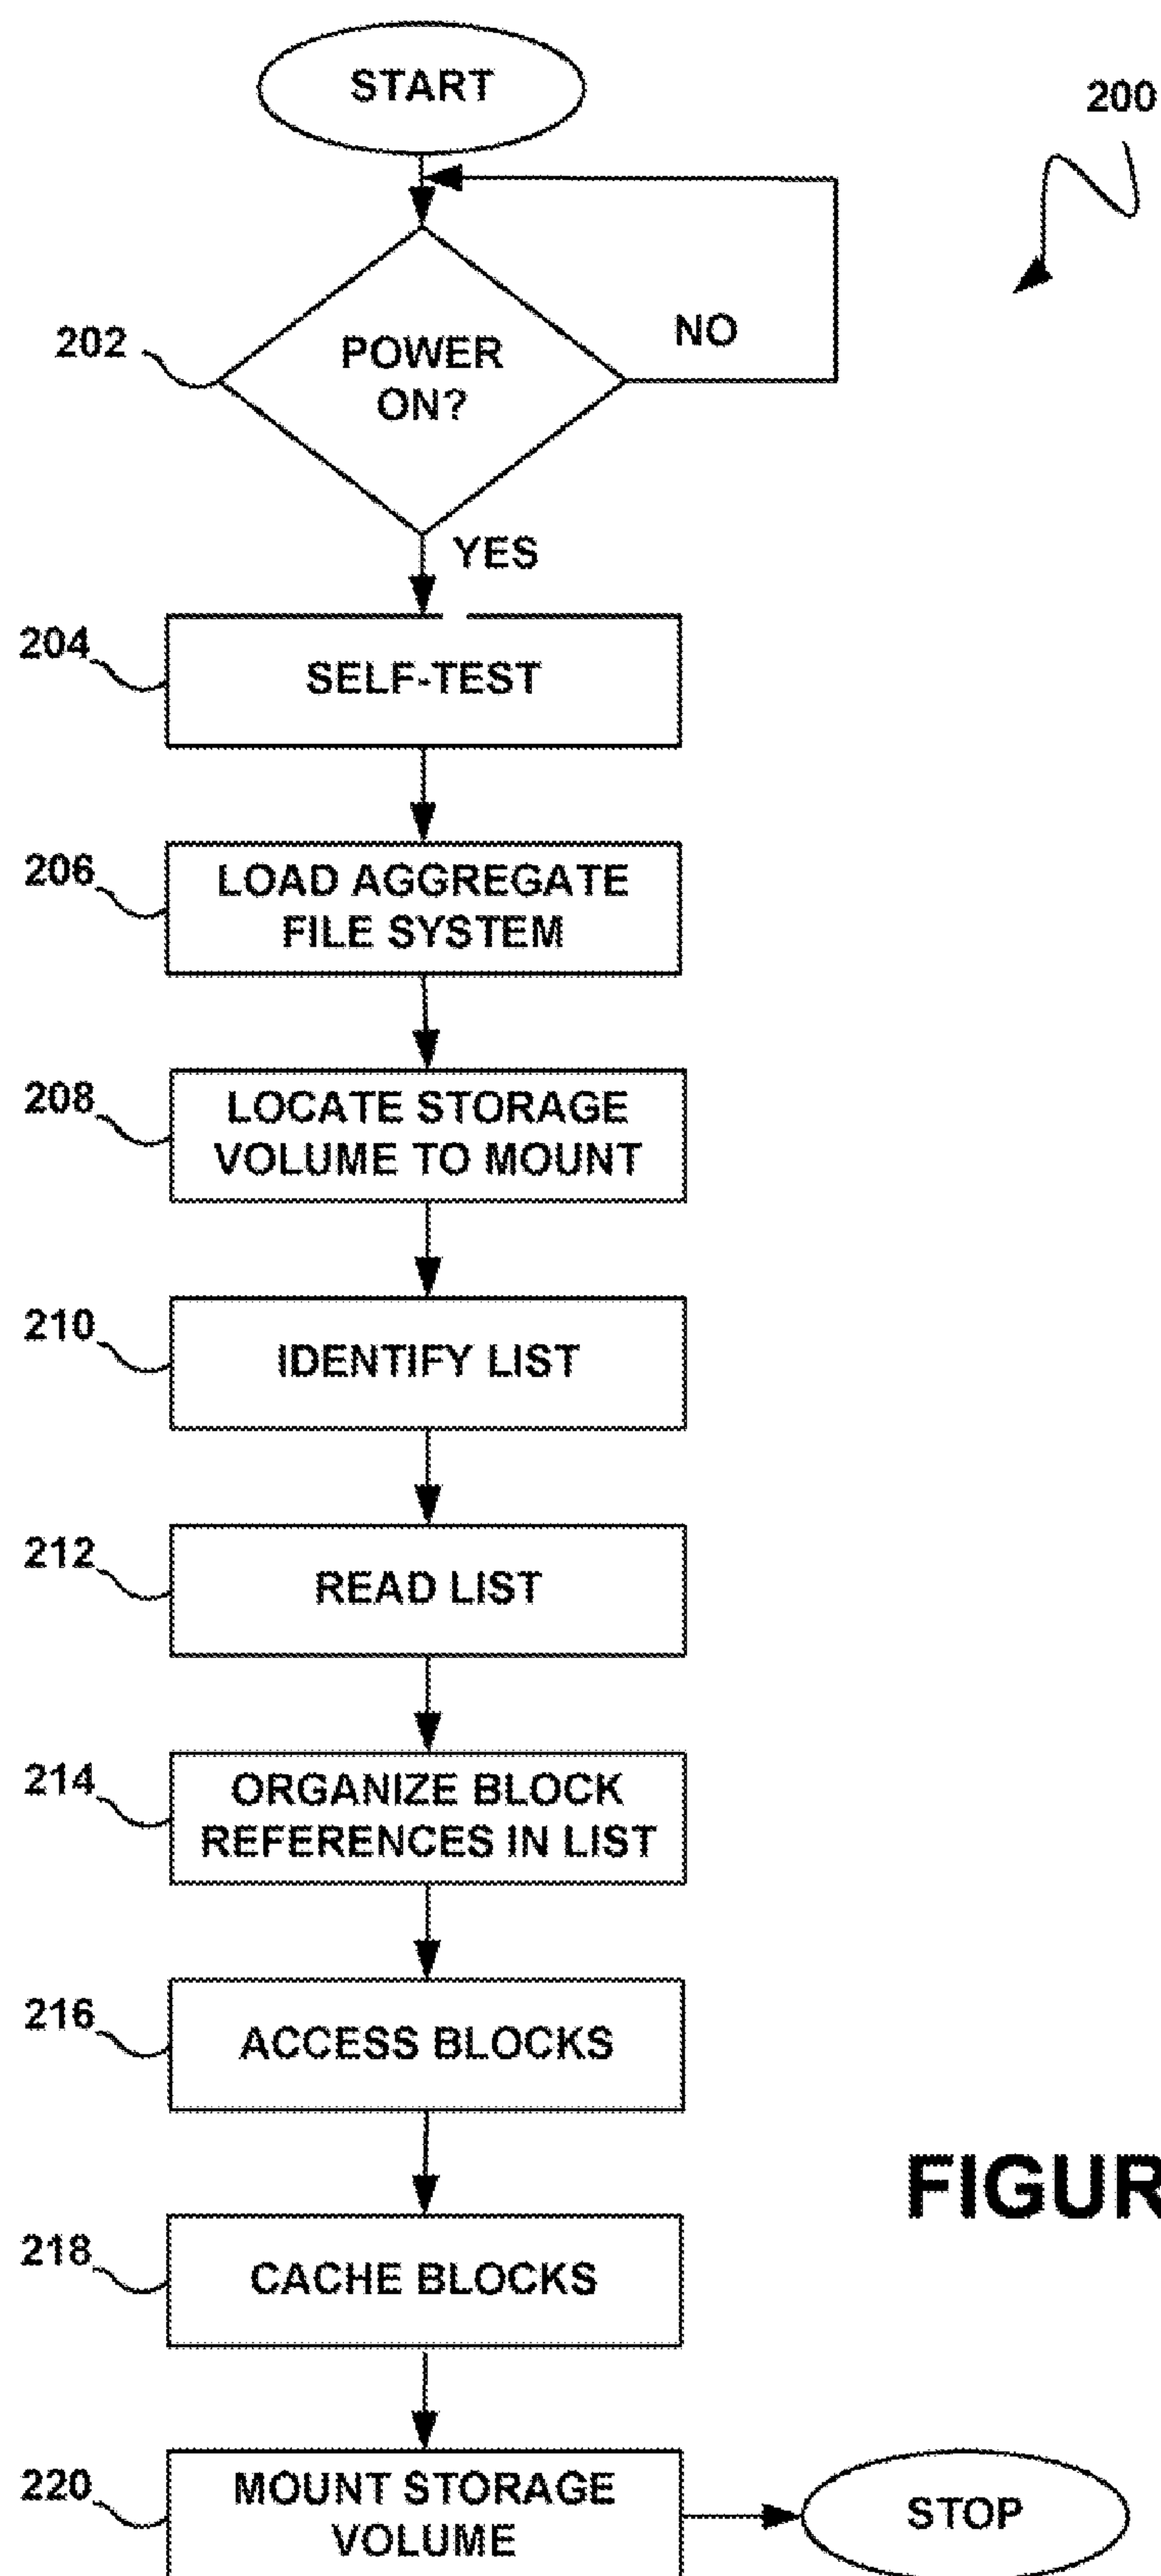 START
200
202
POWER
ON?
NO
YES
204
SELF-TEST
206
LOAD AGGREGATE
FILE SYSTEM
208
LOCATE STORAGE
VOLUME TO MOUNT
210
IDENTIFY LIST
212
READ LIST
214
ORGANIZE BLOCK
REFERENCES IN LIST
216
ACCESS BLOCKS
FIGUR
218
CACHE BLOCKS
220
MOUNT STORAGE
VOLUME
STOP